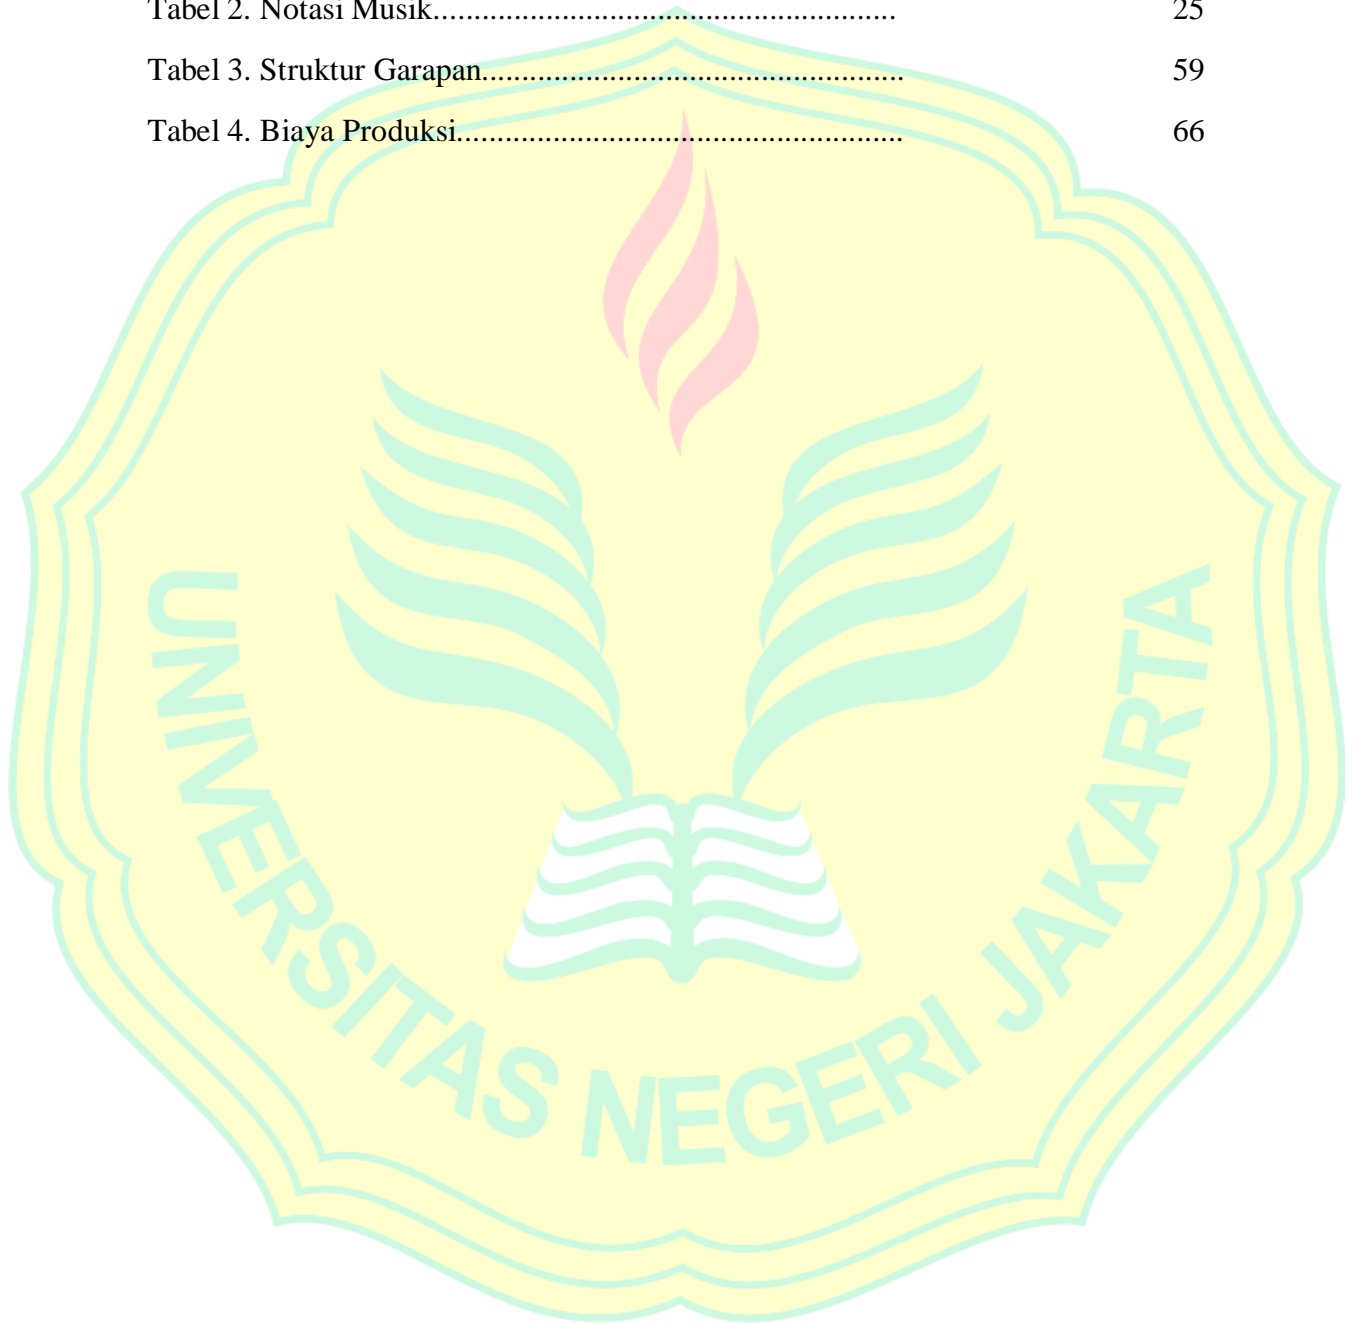 Tabel 2. Notasi Musik........................................................ 25
Tabel 3. Struktur Garapan.................................................... 59
Tabel 4. Biaya Produksi....................................................... 66
UNIVERSITAS NEGERI JAKARTA